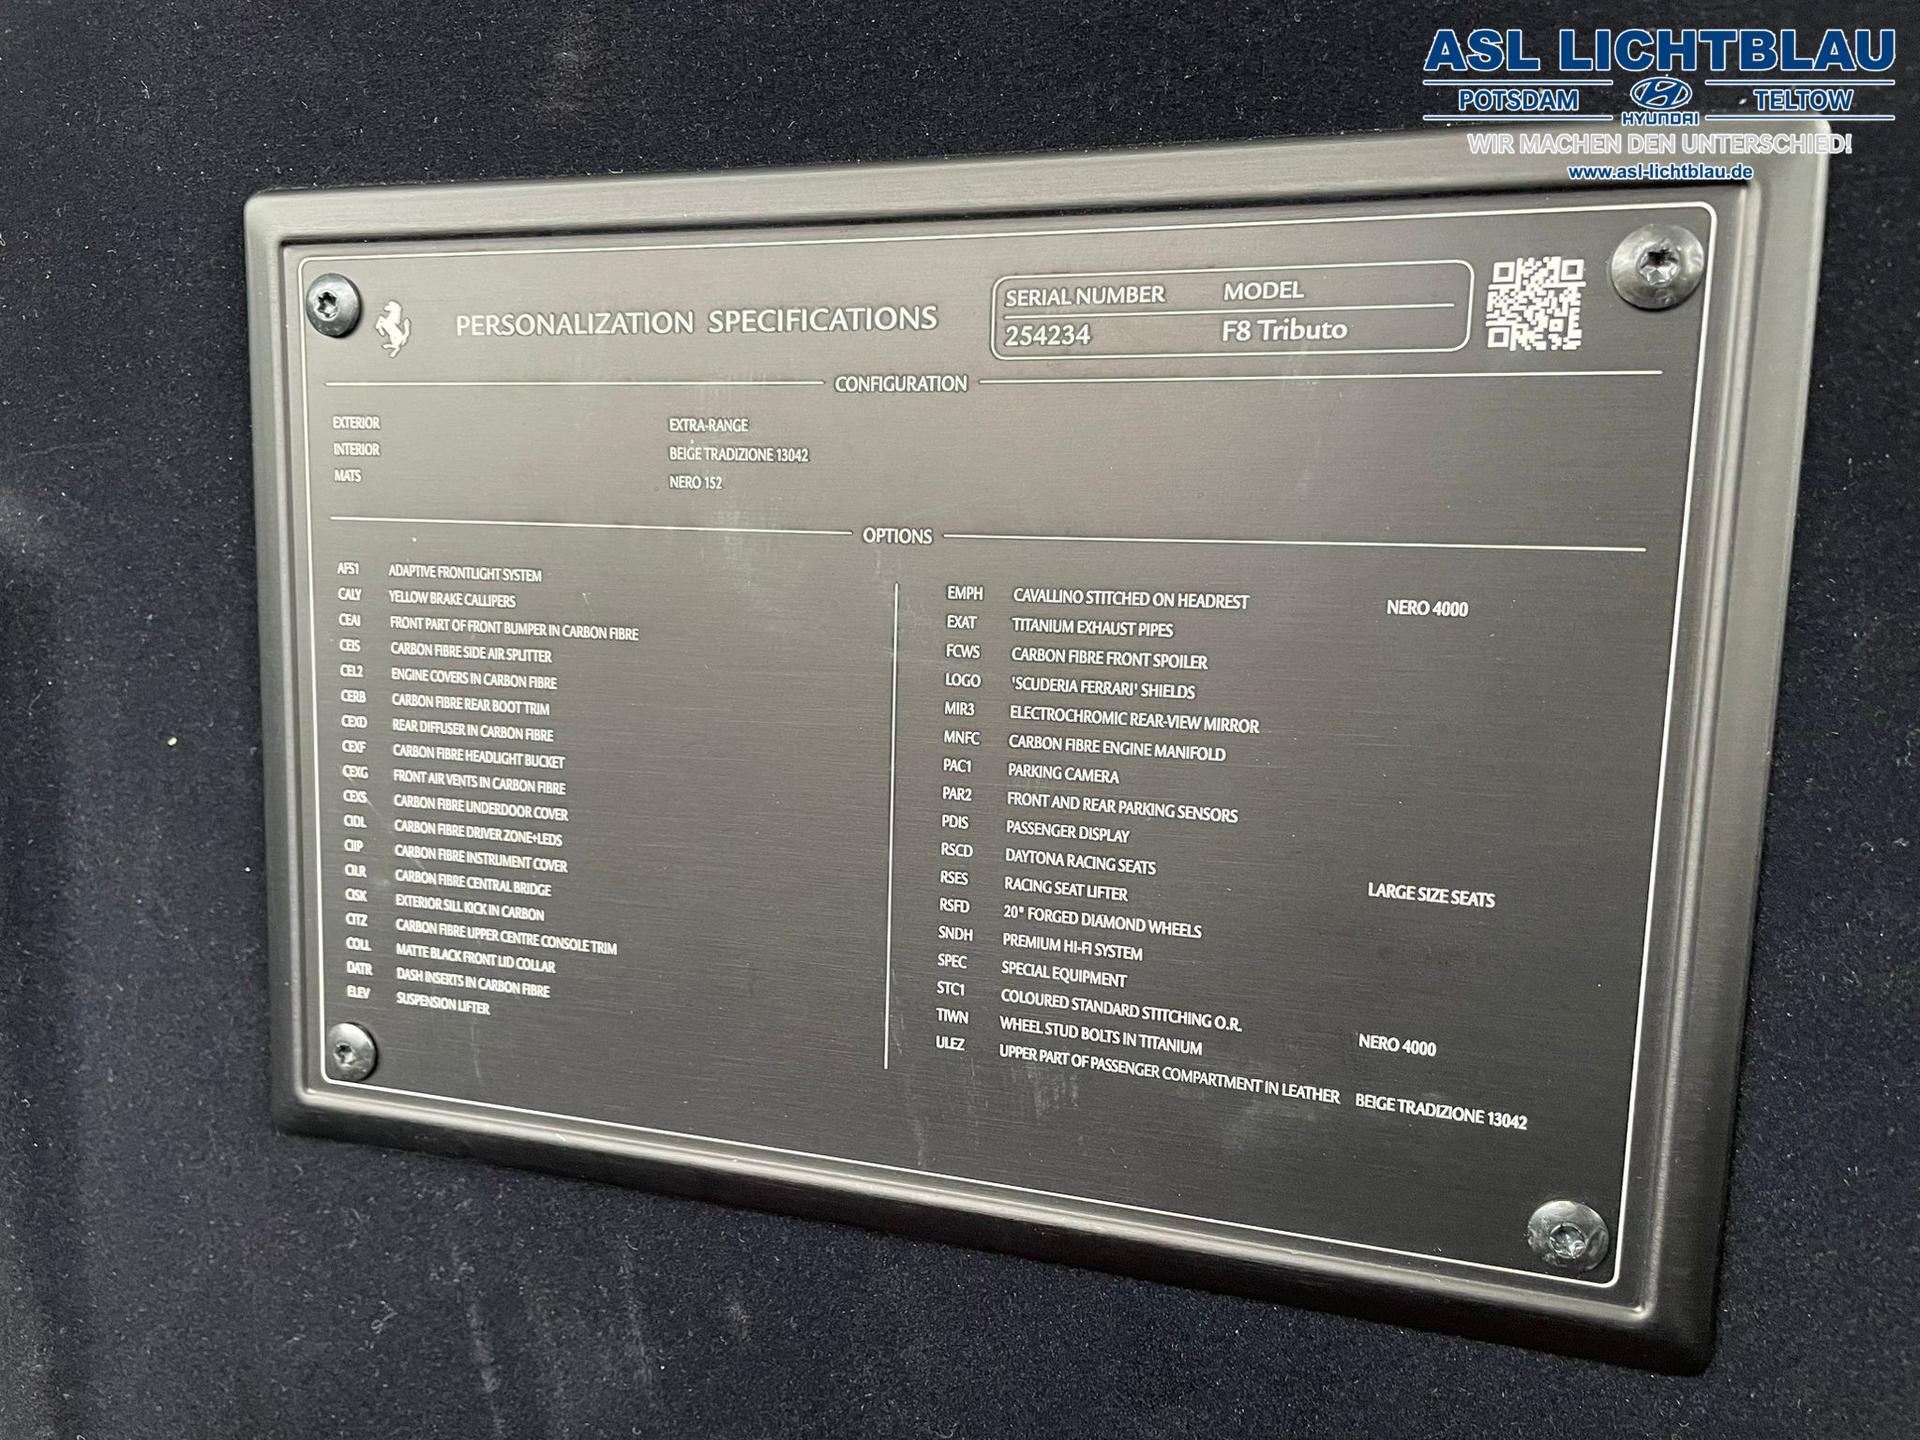 ASL LICHTBLAU
POTSDAM HYUNDAI TELTOW
WIR MACHEN DEN UNTERSCHIED!
www.asl-lichtblau.de
PERSONALIZATION SPECIFICATIONS
SERIAL NUMBER MODEL
254234 F8 Tributo
CONFIGURATION
EXTERIOR EXTRA-RANGE
INTERIOR BEIGE TRADIZIONE 13042
MATS NERO 152
OPTIONS
AFS1 ADAPTIVE FRONTLIGHT SYSTEM
CALY YELLOW BRAKE CALLIPERS
CEAI FRONT PART OF FRONT BUMPER IN CARBON FIBRE
CEIS CARBON FIBRE SIDE AIR SPLITTER
CEL2 ENGINE COVERS IN CARBON FIBRE
CERB CARBON FIBRE REAR BOOT TRIM
CEXD REAR DIFFUSER IN CARBON FIBRE
CEXF CARBON FIBRE HEADLIGHT BUCKET
CEXG FRONT AIR VENTS IN CARBON FIBRE
CEXS CARBON FIBRE UNDERDOOR COVER
CIDL CARBON FIBRE DRIVER ZONE+LEDS
CIIP CARBON FIBRE INSTRUMENT COVER
CILR CARBON FIBRE CENTRAL BRIDGE
CISK EXTERIOR SILL KICK IN CARBON
CITZ CARBON FIBRE UPPER CENTRE CONSOLE TRIM
COLL MATTE BLACK FRONT LID COLLAR
DATR DASH INSERTS IN CARBON FIBRE
ELEV SUSPENSION LIFTER
EMPH CAVALLINO STITCHED ON HEADREST NERO 4000
EXAT TITANIUM EXHAUST PIPES
FCWS CARBON FIBRE FRONT SPOILER
LOGO 'SCUDERIA FERRARI' SHIELDS
MIR3 ELECTROCHROMIC REAR-VIEW MIRROR
MNFC CARBON FIBRE ENGINE MANIFOLD
PAC1 PARKING CAMERA
PAR2 FRONT AND REAR PARKING SENSORS
PDIS PASSENGER DISPLAY
RSCD DAYTONA RACING SEATS LARGE SIZE SEATS
RSES RACING SEAT LIFTER
RSFD 20" FORGED DIAMOND WHEELS
SNDH PREMIUM HI-FI SYSTEM
SPEC SPECIAL EQUIPMENT
STC1 COLOURED STANDARD STITCHING O.R. NERO 4000
TIWN WHEEL STUD BOLTS IN TITANIUM
ULEZ UPPER PART OF PASSENGER COMPARTMENT IN LEATHER BEIGE TRADIZIONE 13042